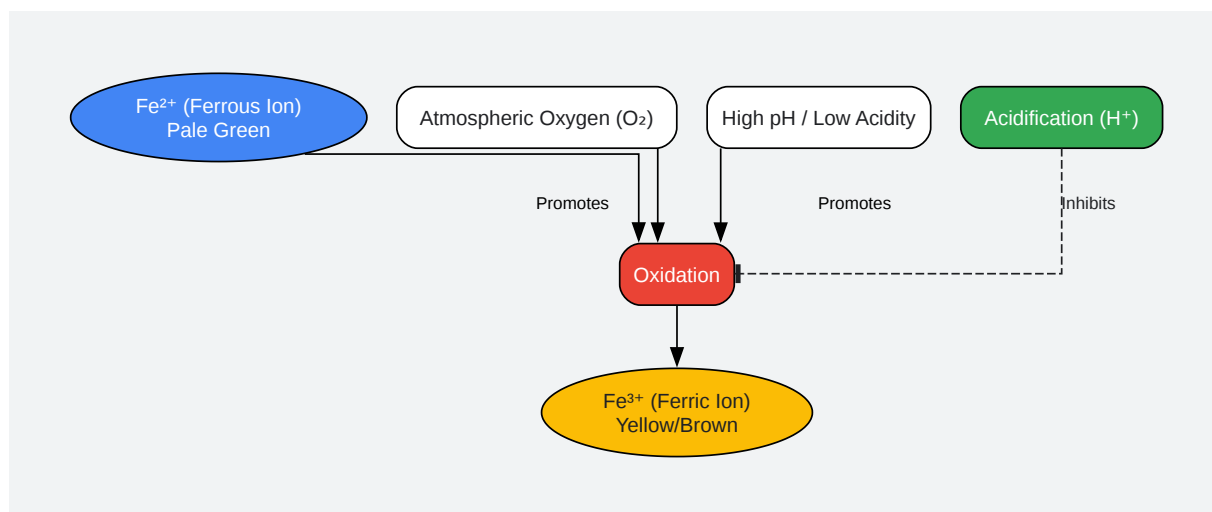 Fe²⁺ (Ferrous Ion)
Pale Green
Atmospheric Oxygen (O₂)
High pH / Low Acidity
Acidification (H⁺)
Promotes
Promotes
Inhibits
Oxidation
Fe³⁺ (Ferric Ion)
Yellow/Brown